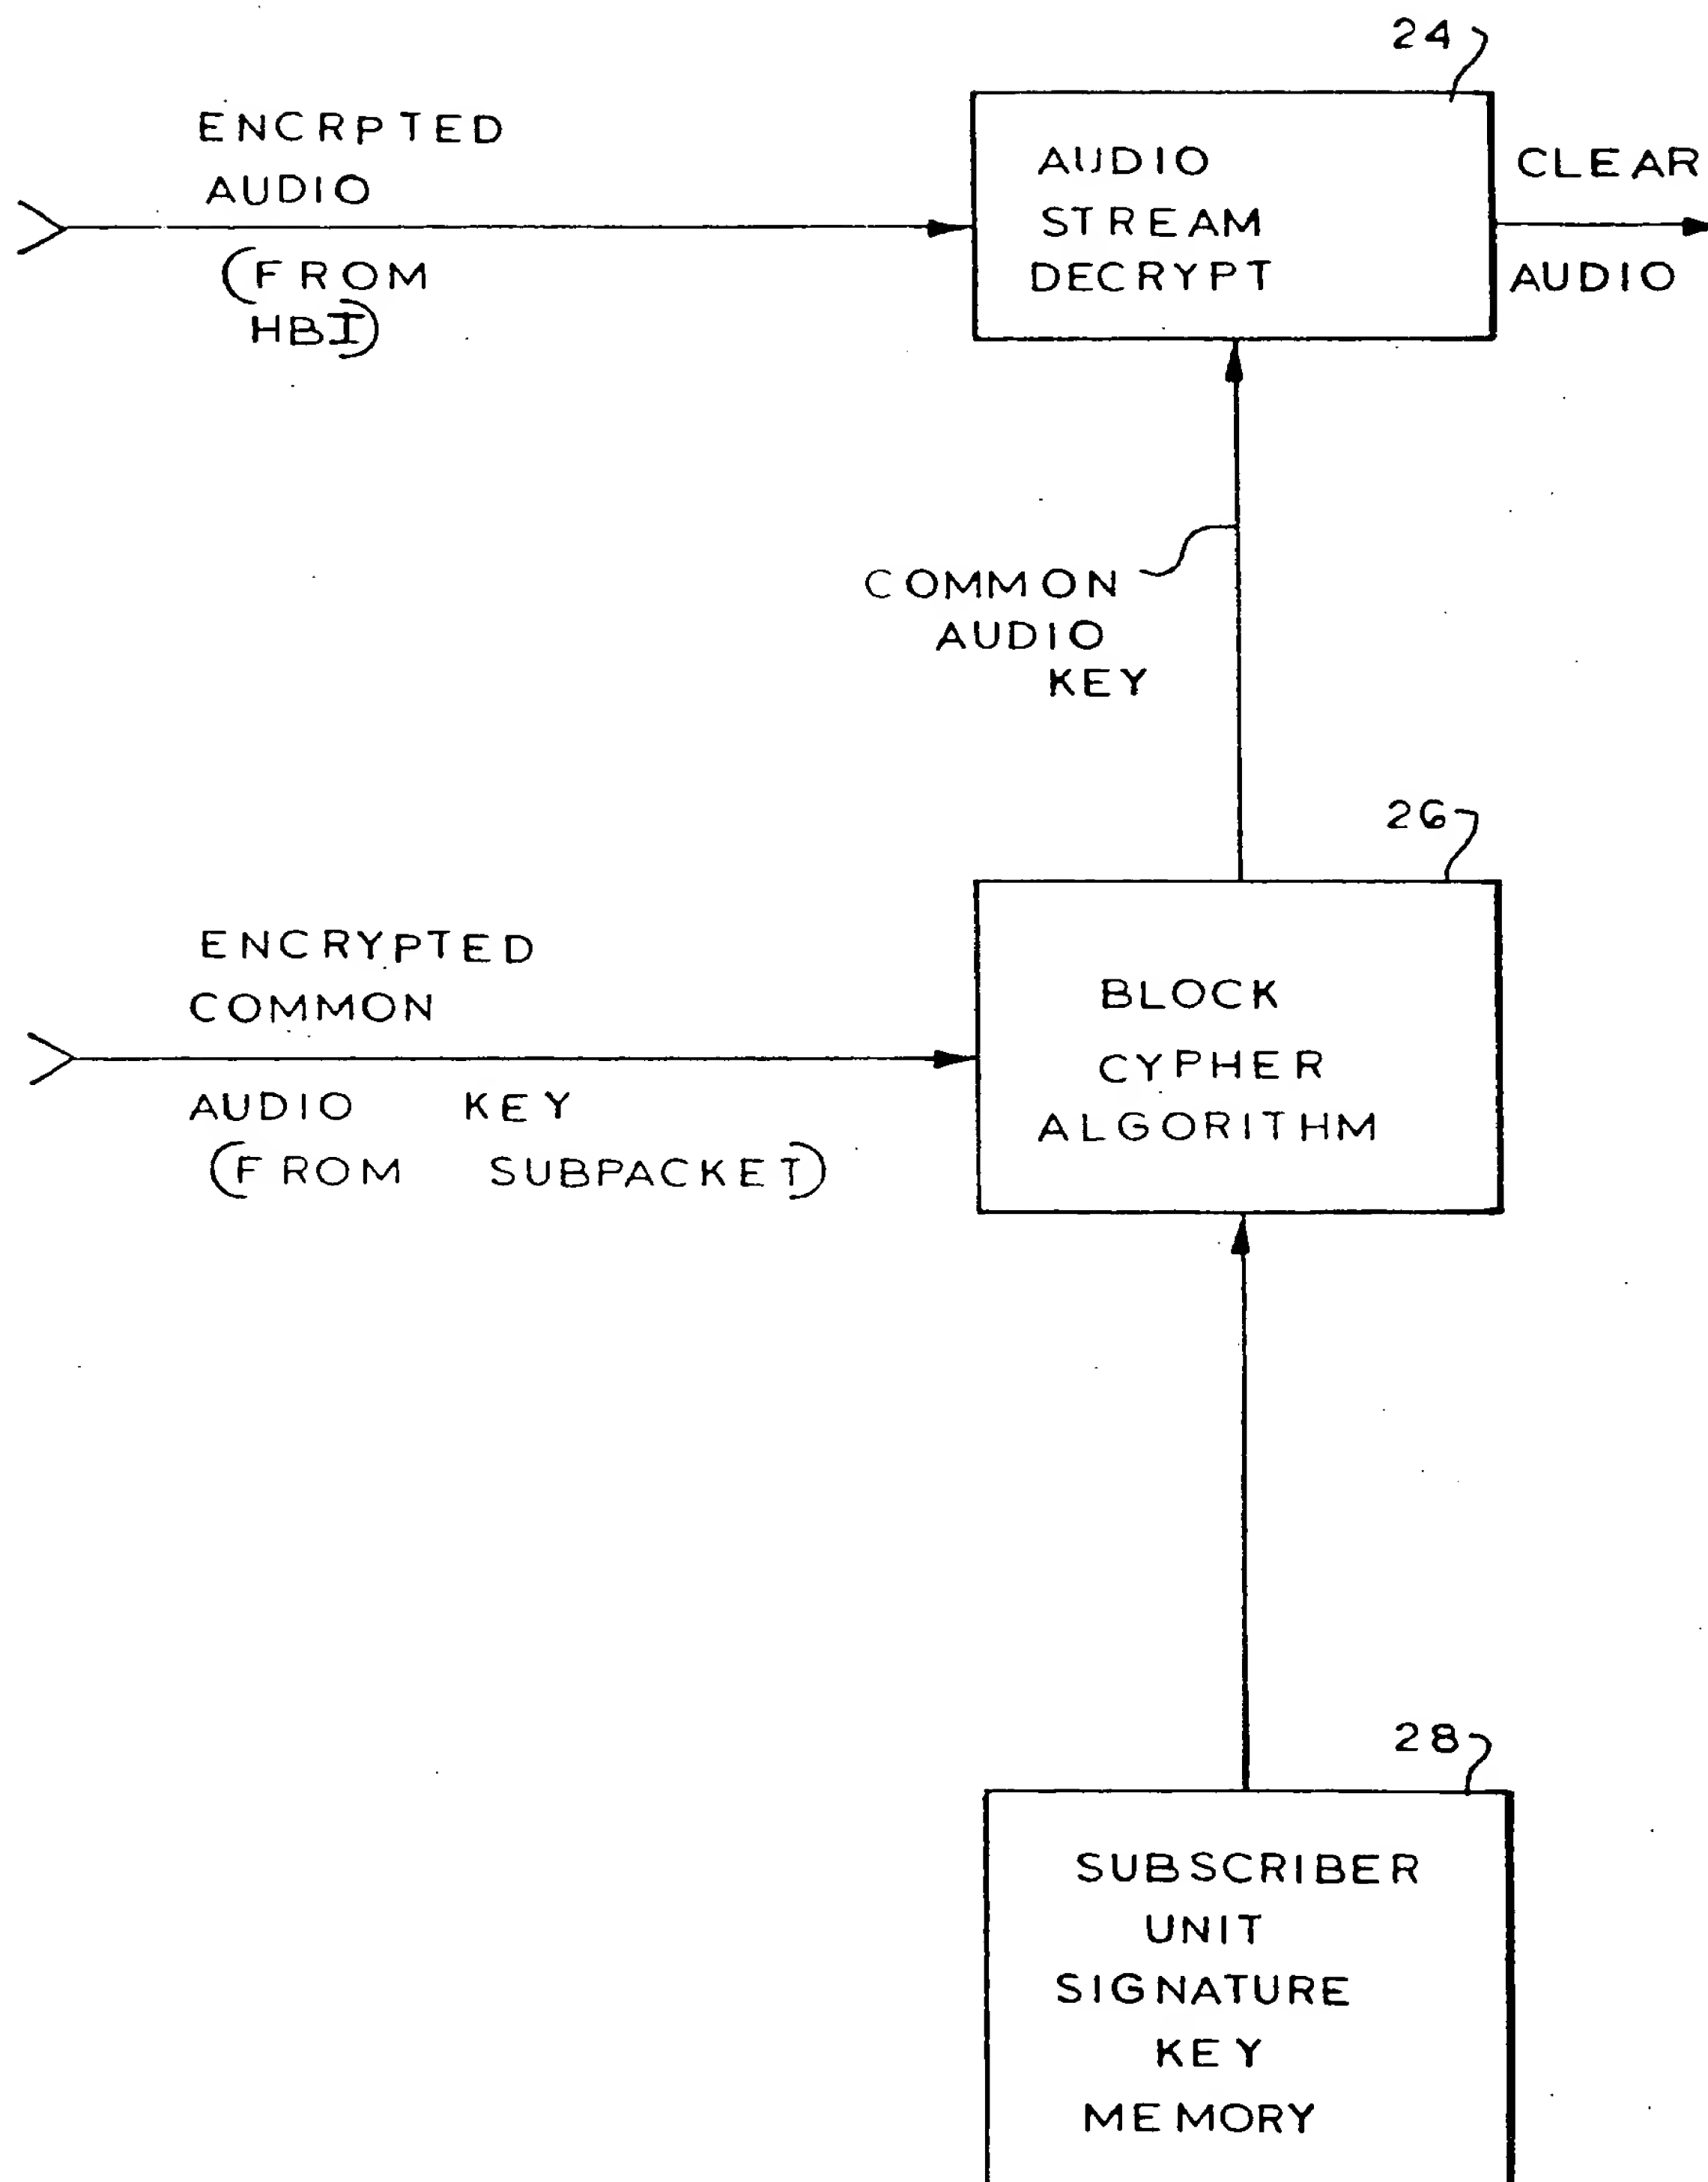 24
ENCRPTED
AUDIO
(FROM
HBI)
AUDIO
STREAM
DECRYPT
CLEAR
AUDIO
COMMON
AUDIO
KEY
26
ENCRYPTED
COMMON
AUDIO KEY
(FROM SUBPACKET)
BLOCK
CYPHER
ALGORITHM
28
SUBSCRIBER
UNIT
SIGNATURE
KEY
MEMORY